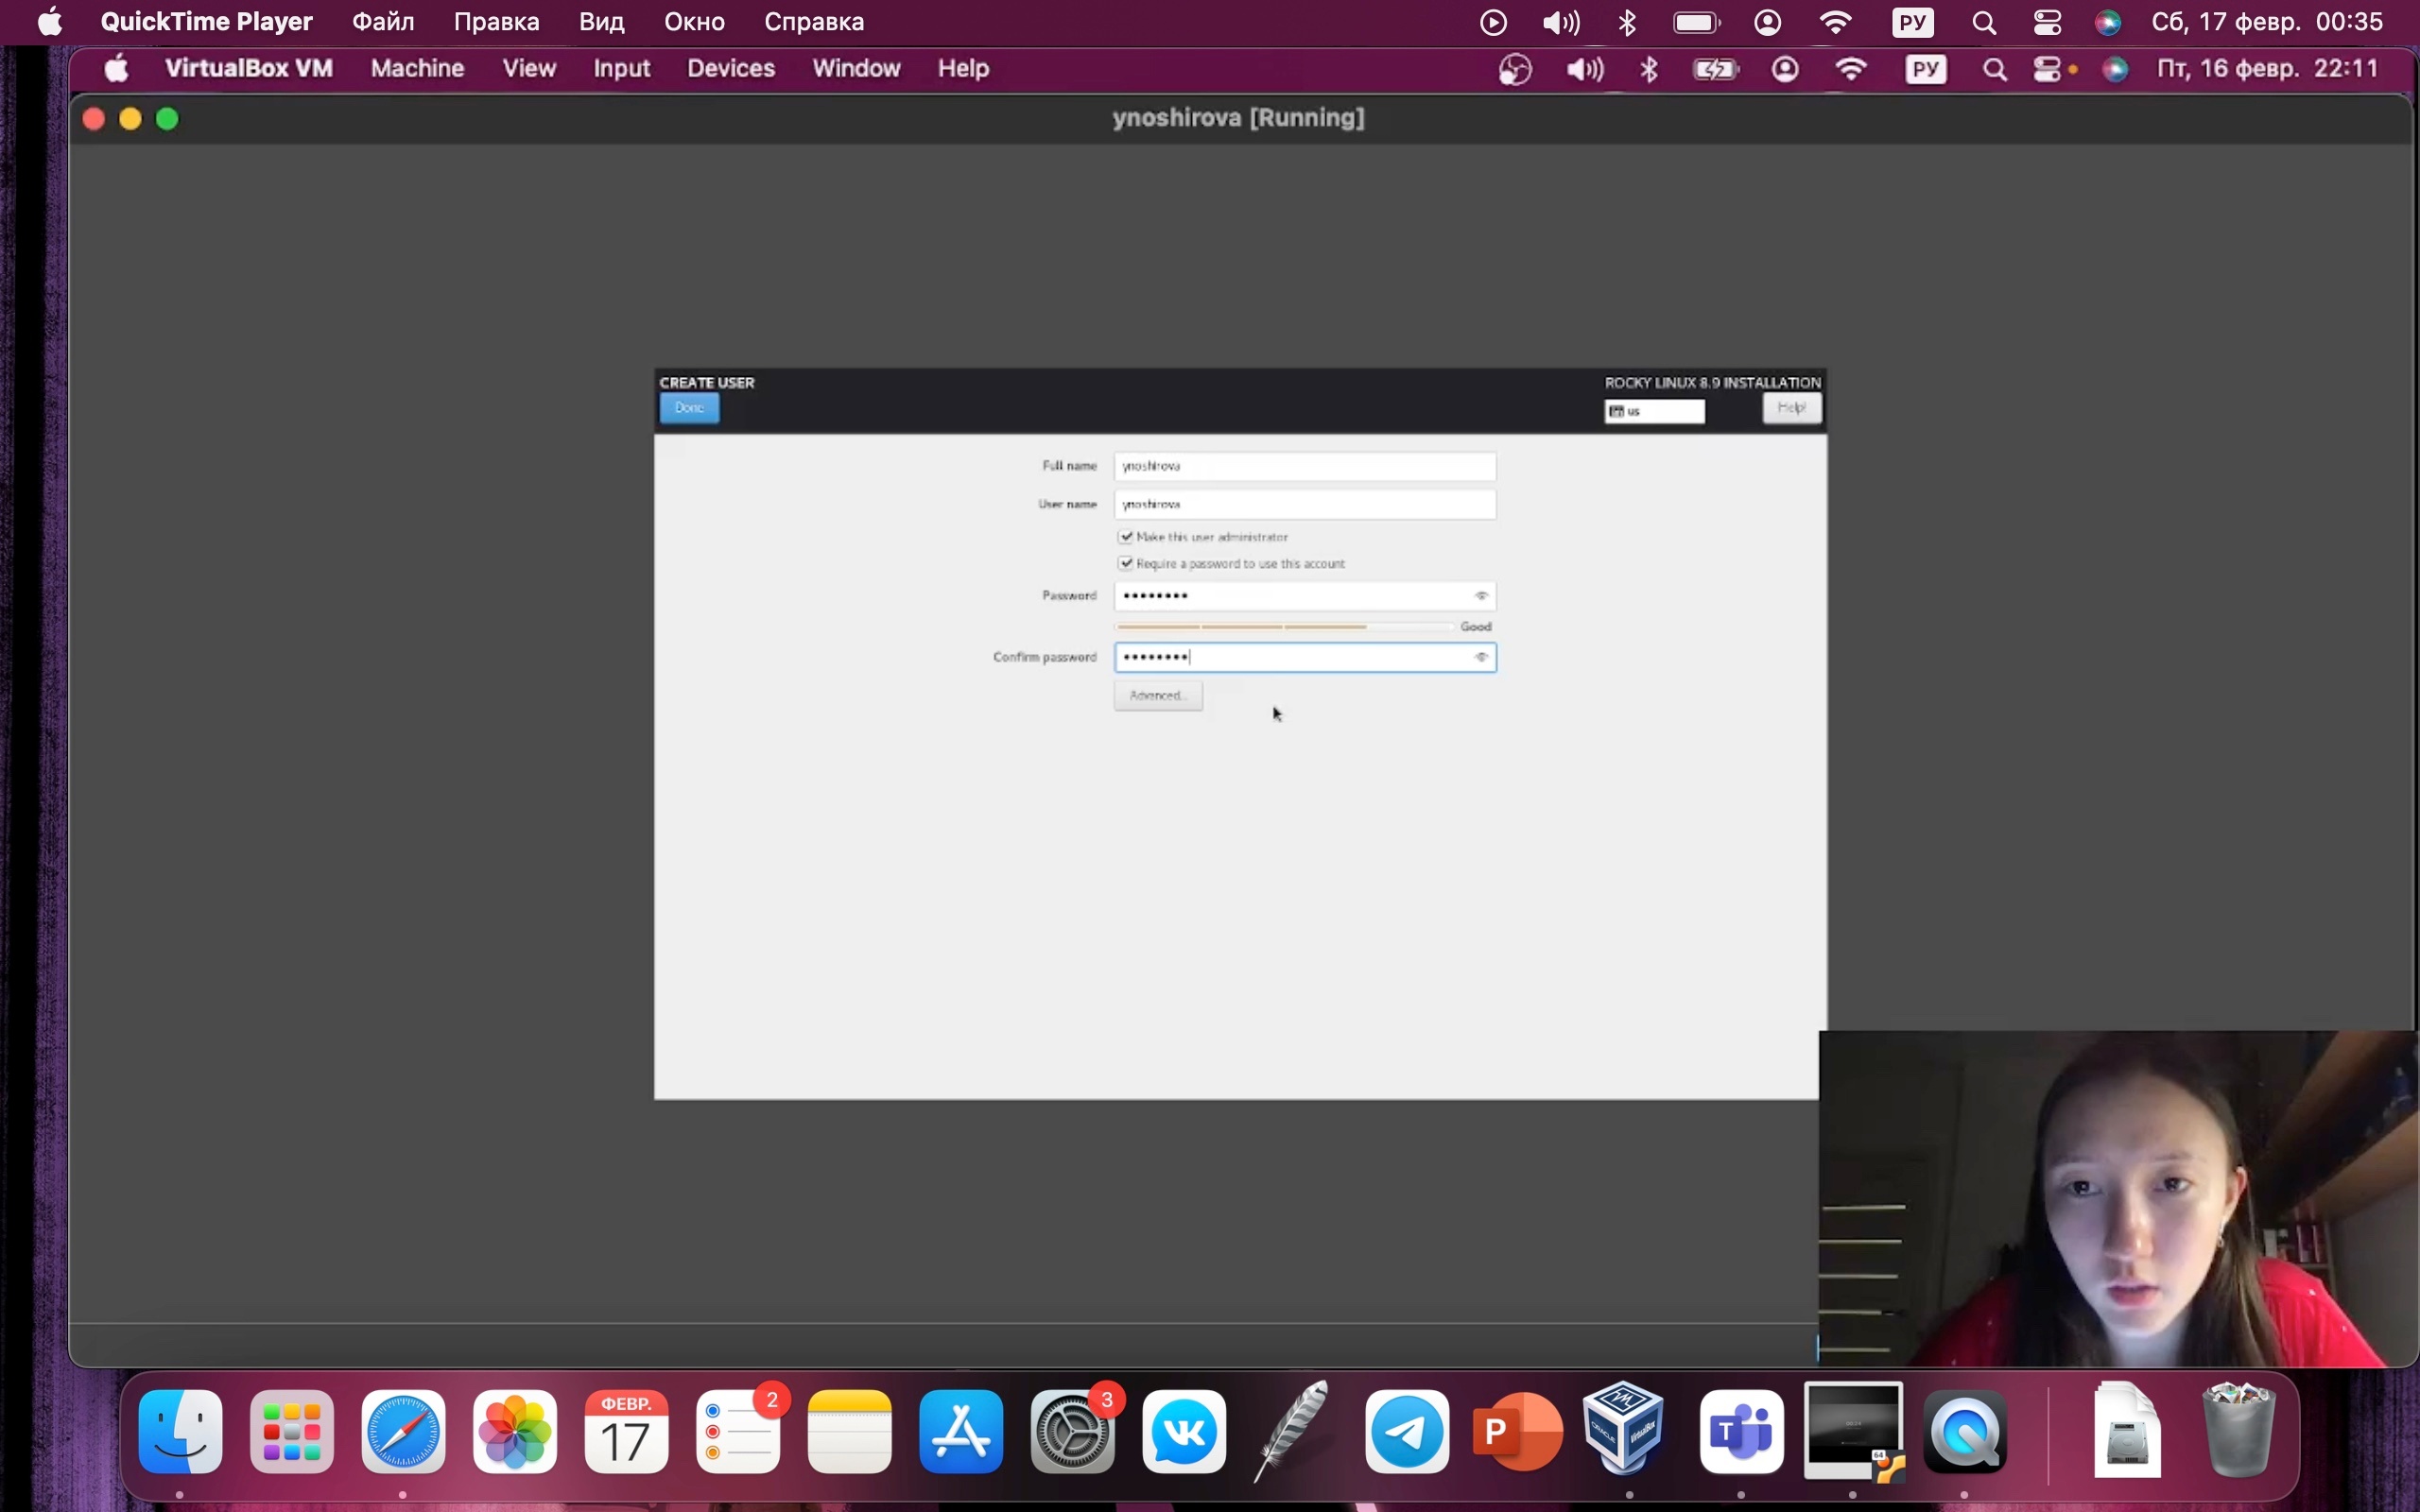 QuickTime Player Файл Правка Вид Окно Справка РУ Сб, 17 февр. 00:35
VirtualBox VM Machine View Input Devices Window Help РУ Пт, 16 февр. 22:11
ynoshirova [Running]
CREATE USER ROCKY LINUX 8.9 INSTALLATION
Done us Help!
Full name ynoshirova
User name ynoshirova
Make this user administrator
Require a password to use this account
Password ••••••••
Good
Confirm password ••••••••
Advanced...
ФЕВР.
17
2
3
P
T
64